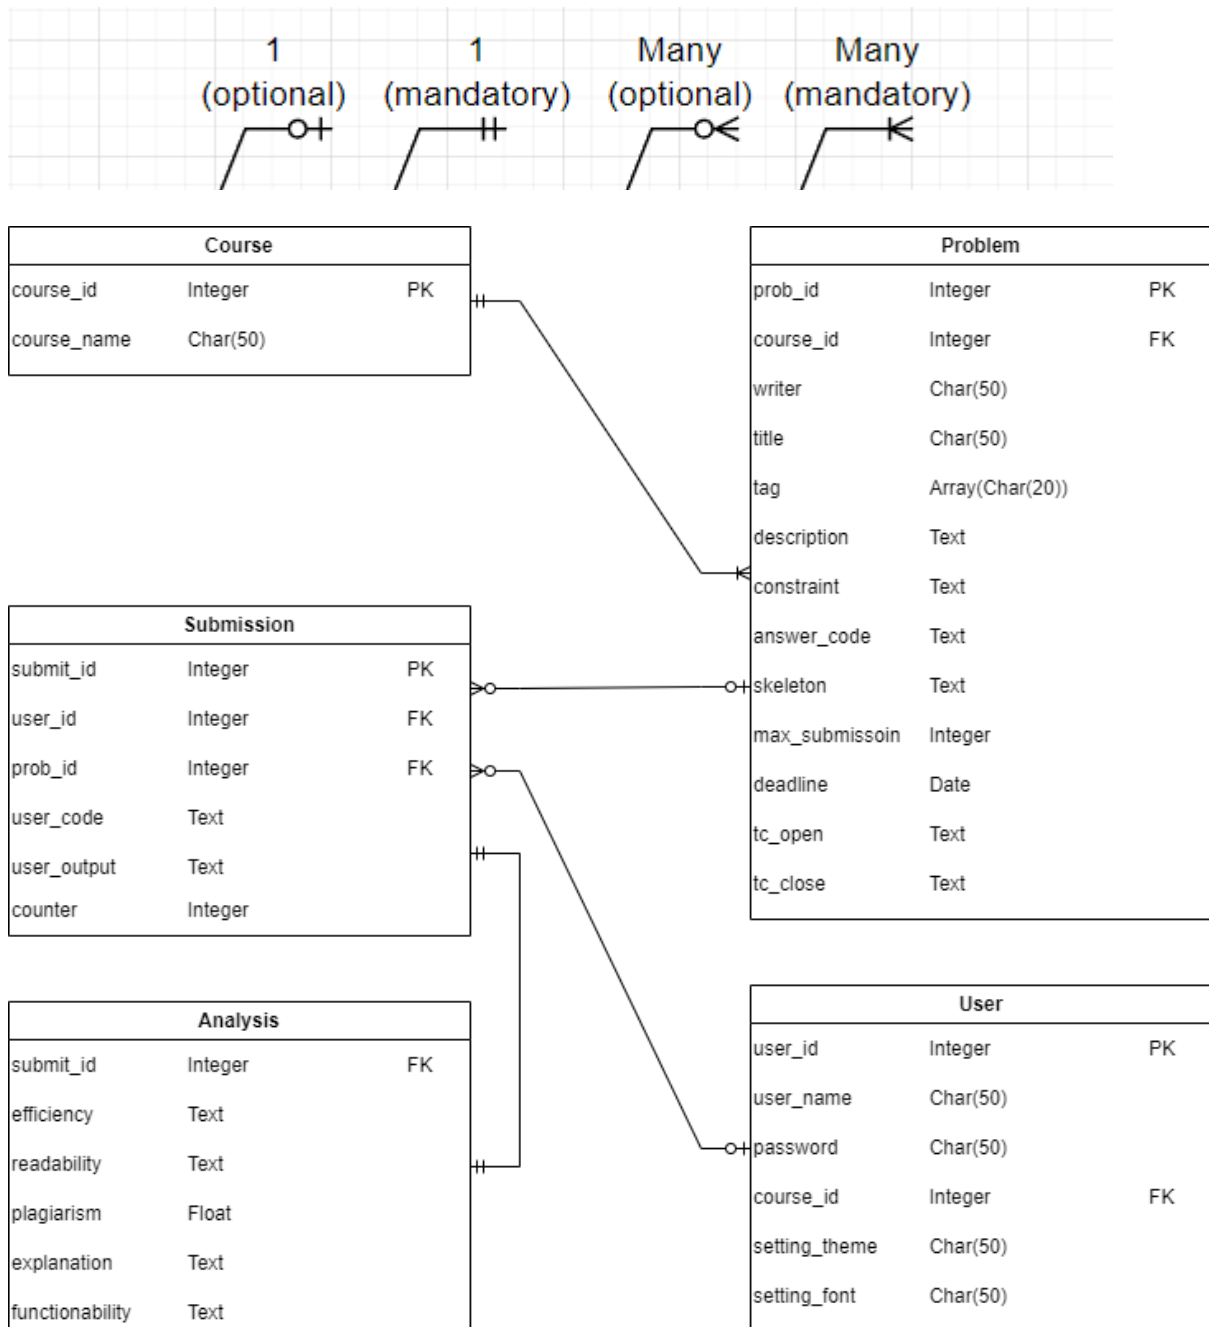 1 1 Many Many
(optional) (mandatory) (optional) (mandatory)
Course
course_id Integer PK
course_name Char(50)
Problem
prob_id Integer PK
course_id Integer FK
writer Char(50)
title Char(50)
tag Array(Char(20))
description Text
constraint Text
answer_code Text
skeleton Text
max_submissoin Integer
deadline Date
tc_open Text
tc_close Text
Submission
submit_id Integer PK
user_id Integer FK
prob_id Integer FK
user_code Text
user_output Text
counter Integer
Analysis
submit_id Integer FK
efficiency Text
readability Text
plagiarism Float
explanation Text
functionability Text
User
user_id Integer PK
user_name Char(50)
password Char(50)
course_id Integer FK
setting_theme Char(50)
setting_font Char(50)